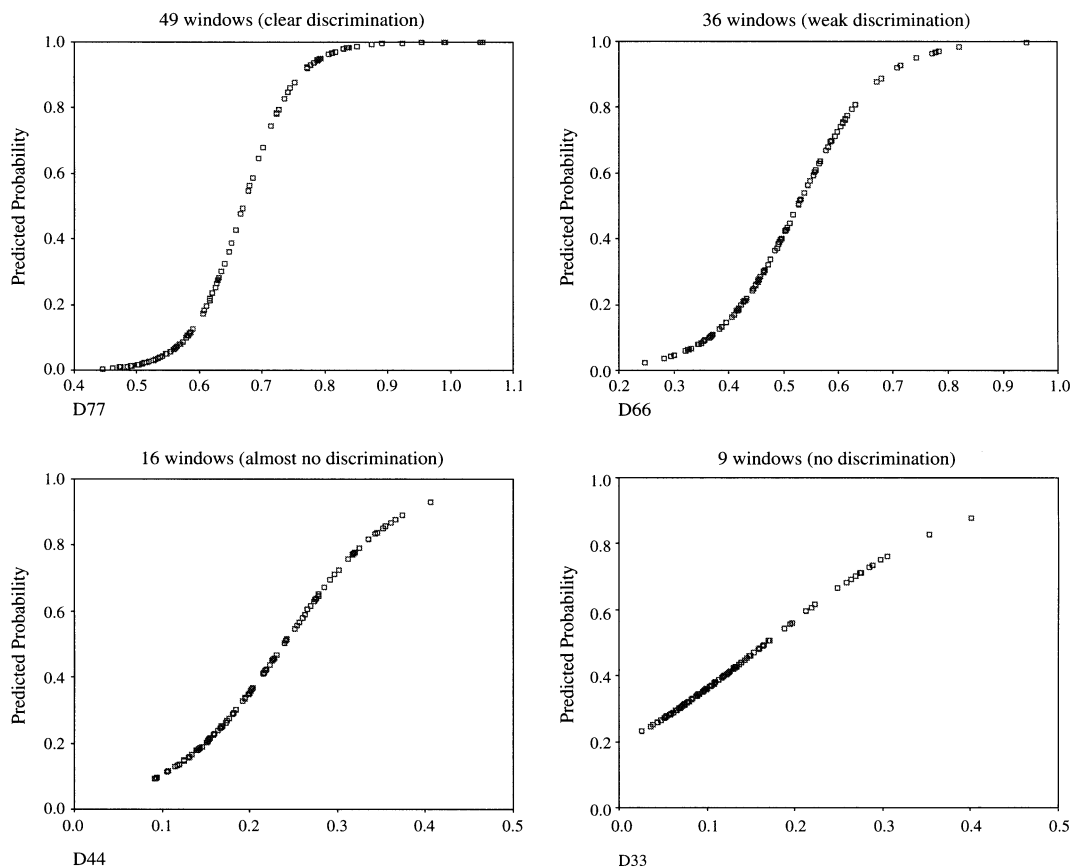 49 windows (clear discrimination)
Predicted Probability
1.0
0.8
0.6
0.4
0.2
0.0
0.4 0.5 0.6 0.7 0.8 0.9 1.0 1.1
D77
36 windows (weak discrimination)
Predicted Probability
1.0
0.8
0.6
0.4
0.2
0.0
0.2 0.3 0.4 0.5 0.6 0.7 0.8 0.9 1.0
D66
16 windows (almost no discrimination)
Predicted Probability
1.0
0.8
0.6
0.4
0.2
0.0
0.0 0.1 0.2 0.3 0.4 0.5
D44
9 windows (no discrimination)
Predicted Probability
1.0
0.8
0.6
0.4
0.2
0.0
0.0 0.1 0.2 0.3 0.4 0.5
D33